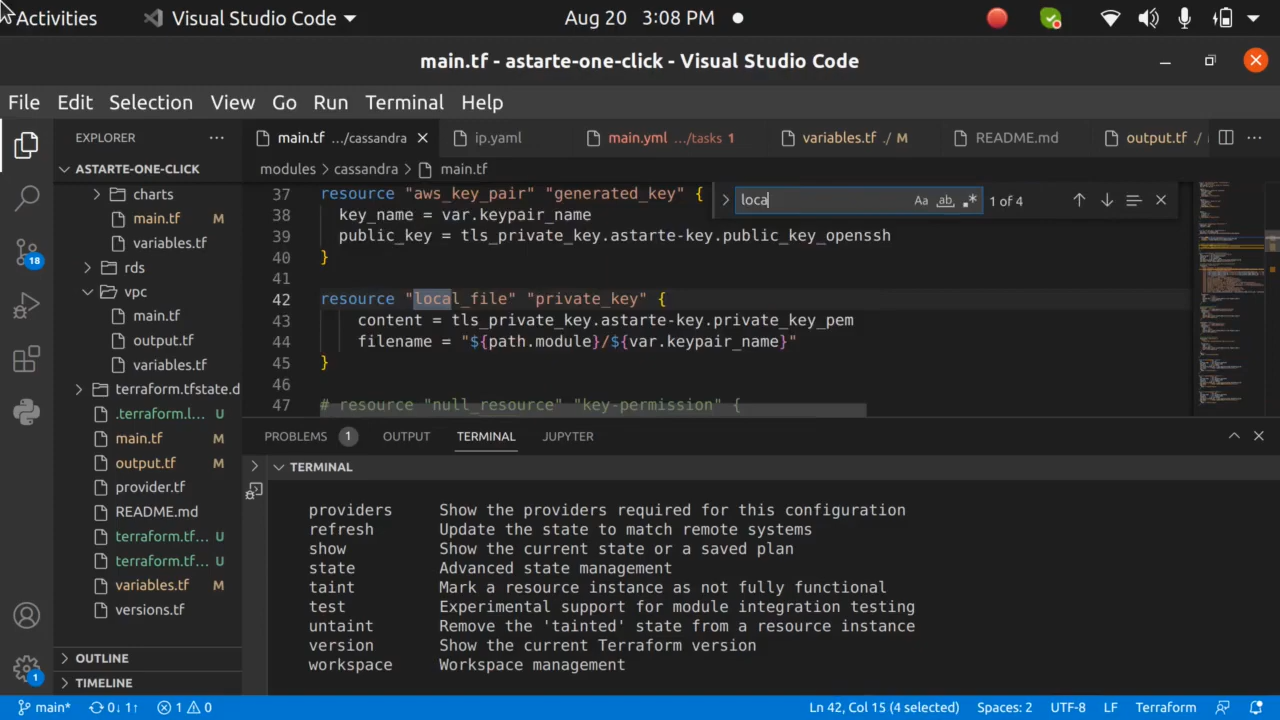 Activities
Visual Studio Code
Aug 20 3:08 PM
main.tf - astarte-one-click - Visual Studio Code
File Edit Selection View Go Run Terminal Help
EXPLORER
main.tf .../cassandra
ip.yaml
main.yml .../tasks 1
variables.tf ./ M
README.md
output.tf ./
ASTARTE-ONE-CLICK
modules > cassandra > main.tf
charts
main.tf
variables.tf
rds
vpc
main.tf
output.tf
variables.tf
terraform.tfstate.d
.terraform.l... U
main.tf M
output.tf M
provider.tf
README.md
terraform.tf... U
terraform.tf... U
variables.tf M
versions.tf
OUTLINE
TIMELINE
18
1
37 resource "aws_key_pair" "generated_key" {
38 key_name = var.keypair_name
39 public_key = tls_private_key.astarte-key.public_key_openssh
40 }
41
42 resource "local_file" "private_key" {
43 content = tls_private_key.astarte-key.private_key_pem
44 filename = "${path.module}/${var.keypair_name}"
45 }
46
47 # resource "null_resource" "key-permission" {
loca
Aa ab .*
1 of 4
PROBLEMS 1 OUTPUT TERMINAL JUPYTER
TERMINAL
providers Show the providers required for this configuration
refresh Update the state to match remote systems
show Show the current state or a saved plan
state Advanced state management
taint Mark a resource instance as not fully functional
test Experimental support for module integration testing
untaint Remove the 'tainted' state from a resource instance
version Show the current Terraform version
workspace Workspace management
main* 0↓ 1↑ 1 0
Ln 42, Col 15 (4 selected) Spaces: 2 UTF-8 LF Terraform